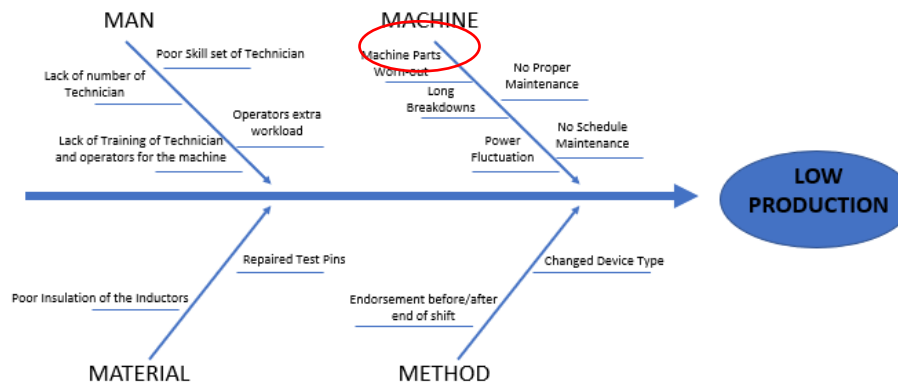 MAN
MACHINE
Poor Skill set of Technician
Lack of number of
Technician
Operators extra
workload
Lack of Training of Technician
and operators for the machine
Machine Parts
Worn-out
Long
Breakdowns
No Proper
Maintenance
Power
Fluctuation
No Schedule
Maintenance
LOW
PRODUCTION
Repaired Test Pins
Poor Insulation of the Inductors
Changed Device Type
Endorsement before/after
end of shift
MATERIAL
METHOD